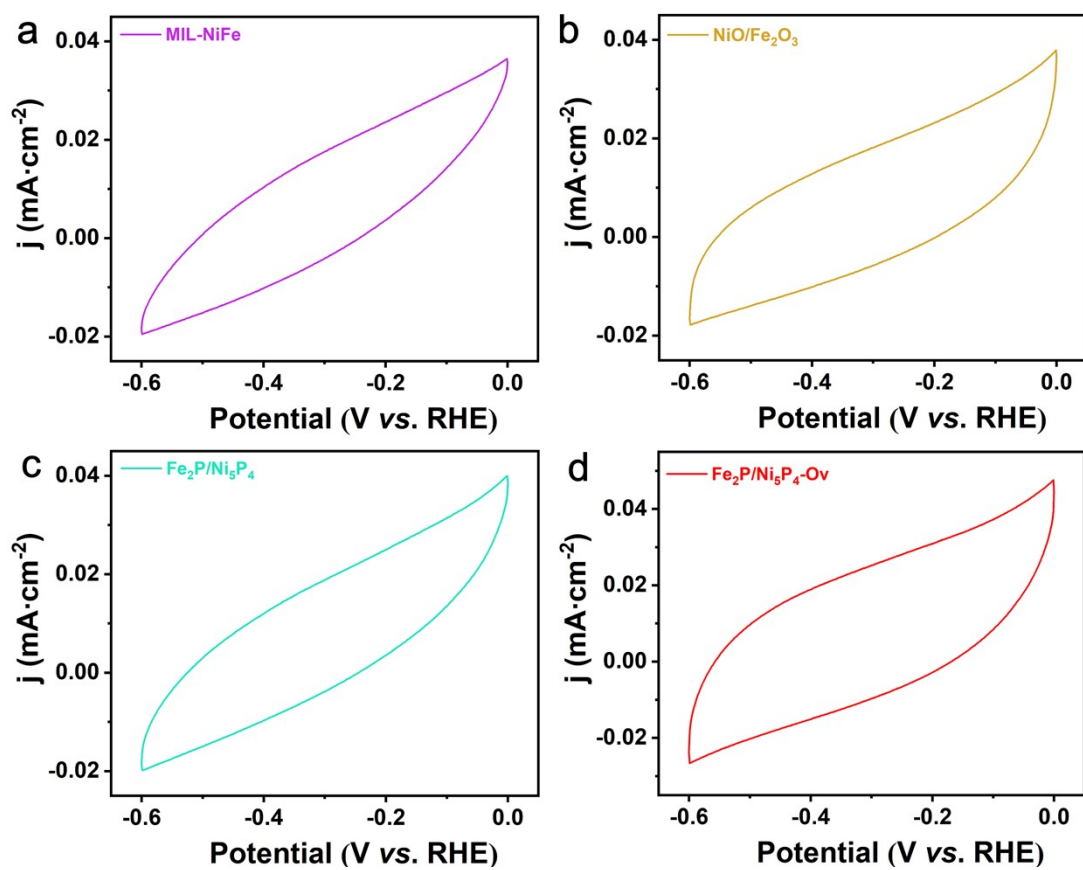 a
MIL-NiFe
0.04
0.02
0.00
-0.02
j (mA·cm⁻²)
-0.6
-0.4
-0.2
0.0
Potential (V vs. RHE)
b
NiO/Fe₂O₃
0.04
0.02
0.00
-0.02
j (mA·cm⁻²)
-0.6
-0.4
-0.2
0.0
Potential (V vs. RHE)
c
Fe₂P/Ni₅P₄
0.04
0.02
0.00
-0.02
j (mA·cm⁻²)
-0.6
-0.4
-0.2
0.0
Potential (V vs. RHE)
d
Fe₂P/Ni₅P₄-Ov
0.04
0.02
0.00
-0.02
j (mA·cm⁻²)
-0.6
-0.4
-0.2
0.0
Potential (V vs. RHE)